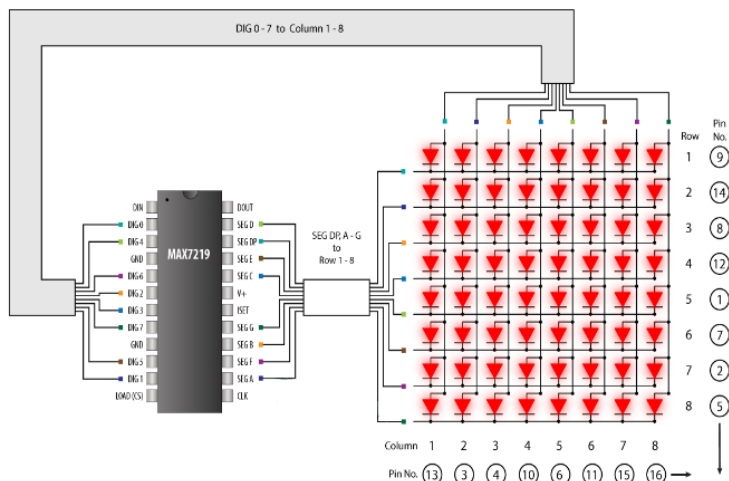 DIG 0 - 7 to Column 1 - 8
Row
Pin
No.
1 9
2 14
3 8
4 12
5 1
6 7
7 2
8 5
DIN
DIG 0
DIG 4
GND
DIG 6
DIG 2
DIG 3
DIG 7
GND
DIG 5
DIG 1
LOAD (CS)
MAX7219
DOUT
SEG D
SEG DP
SEG E
SEG C
V+
ISET
SEG G
SEG B
SEG F
SEG A
CLK
SEG DP, A - G
to
Row 1 - 8
Column 1 2 3 4 5 6 7 8
Pin No. 13 3 4 10 6 11 15 16